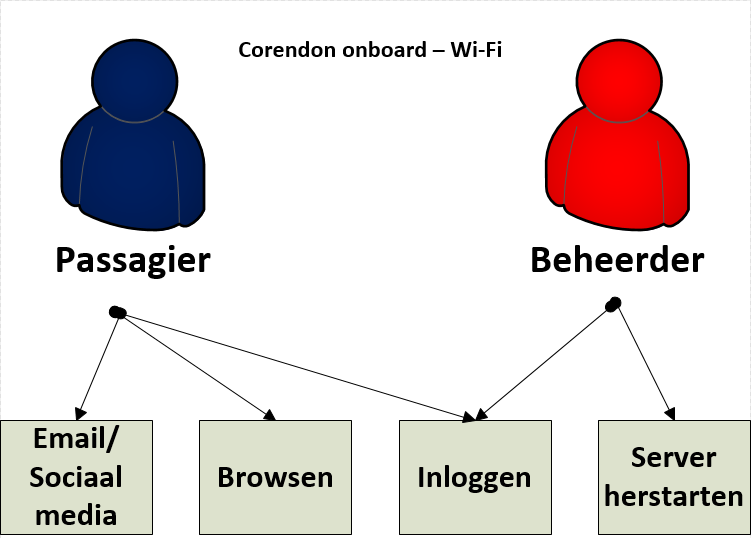 Corendon onboard – Wi-Fi
Passagier
Beheerder
Email/
Sociaal
media
Browsen
Inloggen
Server
herstarten